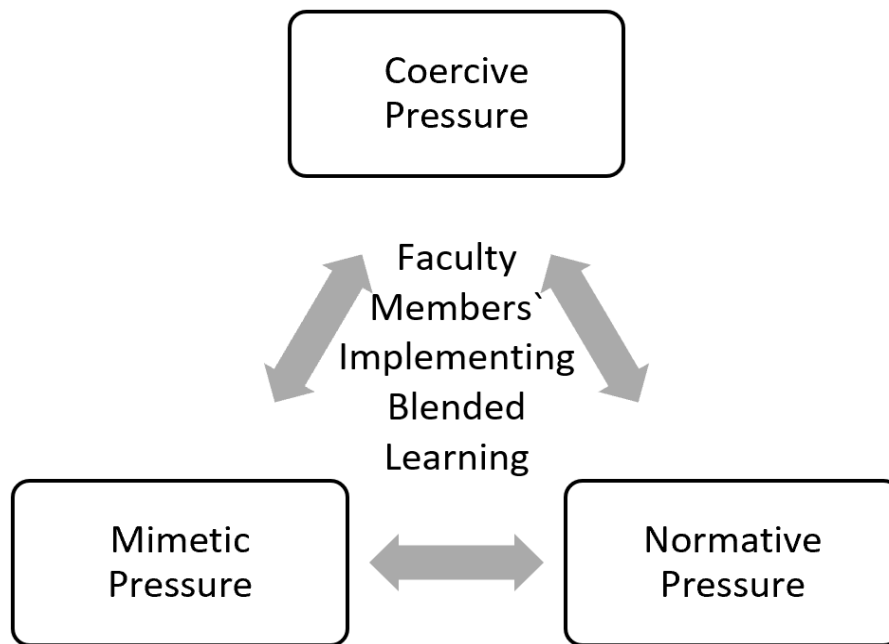 Coercive
Pressure
Faculty
Members`
Implementing
Blended
Learning
Mimetic
Pressure
Normative
Pressure